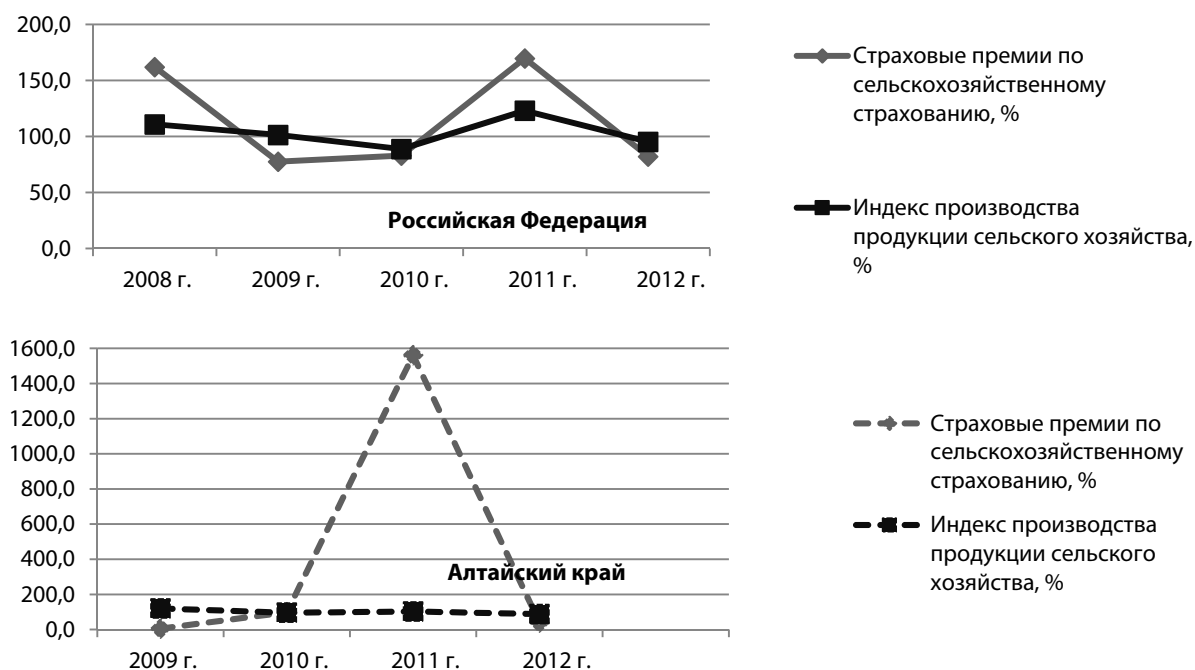 200,0
150,0
100,0
50,0
0,0
Российская Федерация
2008 г. 2009 г. 2010 г. 2011 г. 2012 г.
Страховые премии по
сельскохозяйственному
страхованию, %
Индекс производства
продукции сельского хозяйства,
%
1600,0
1400,0
1200,0
1000,0
800,0
600,0
400,0
200,0
0,0
Алтайский край
2009 г. 2010 г. 2011 г. 2012 г.
Страховые премии по
сельскохозяйственному
страхованию, %
Индекс производства
продукции сельского
хозяйства, %